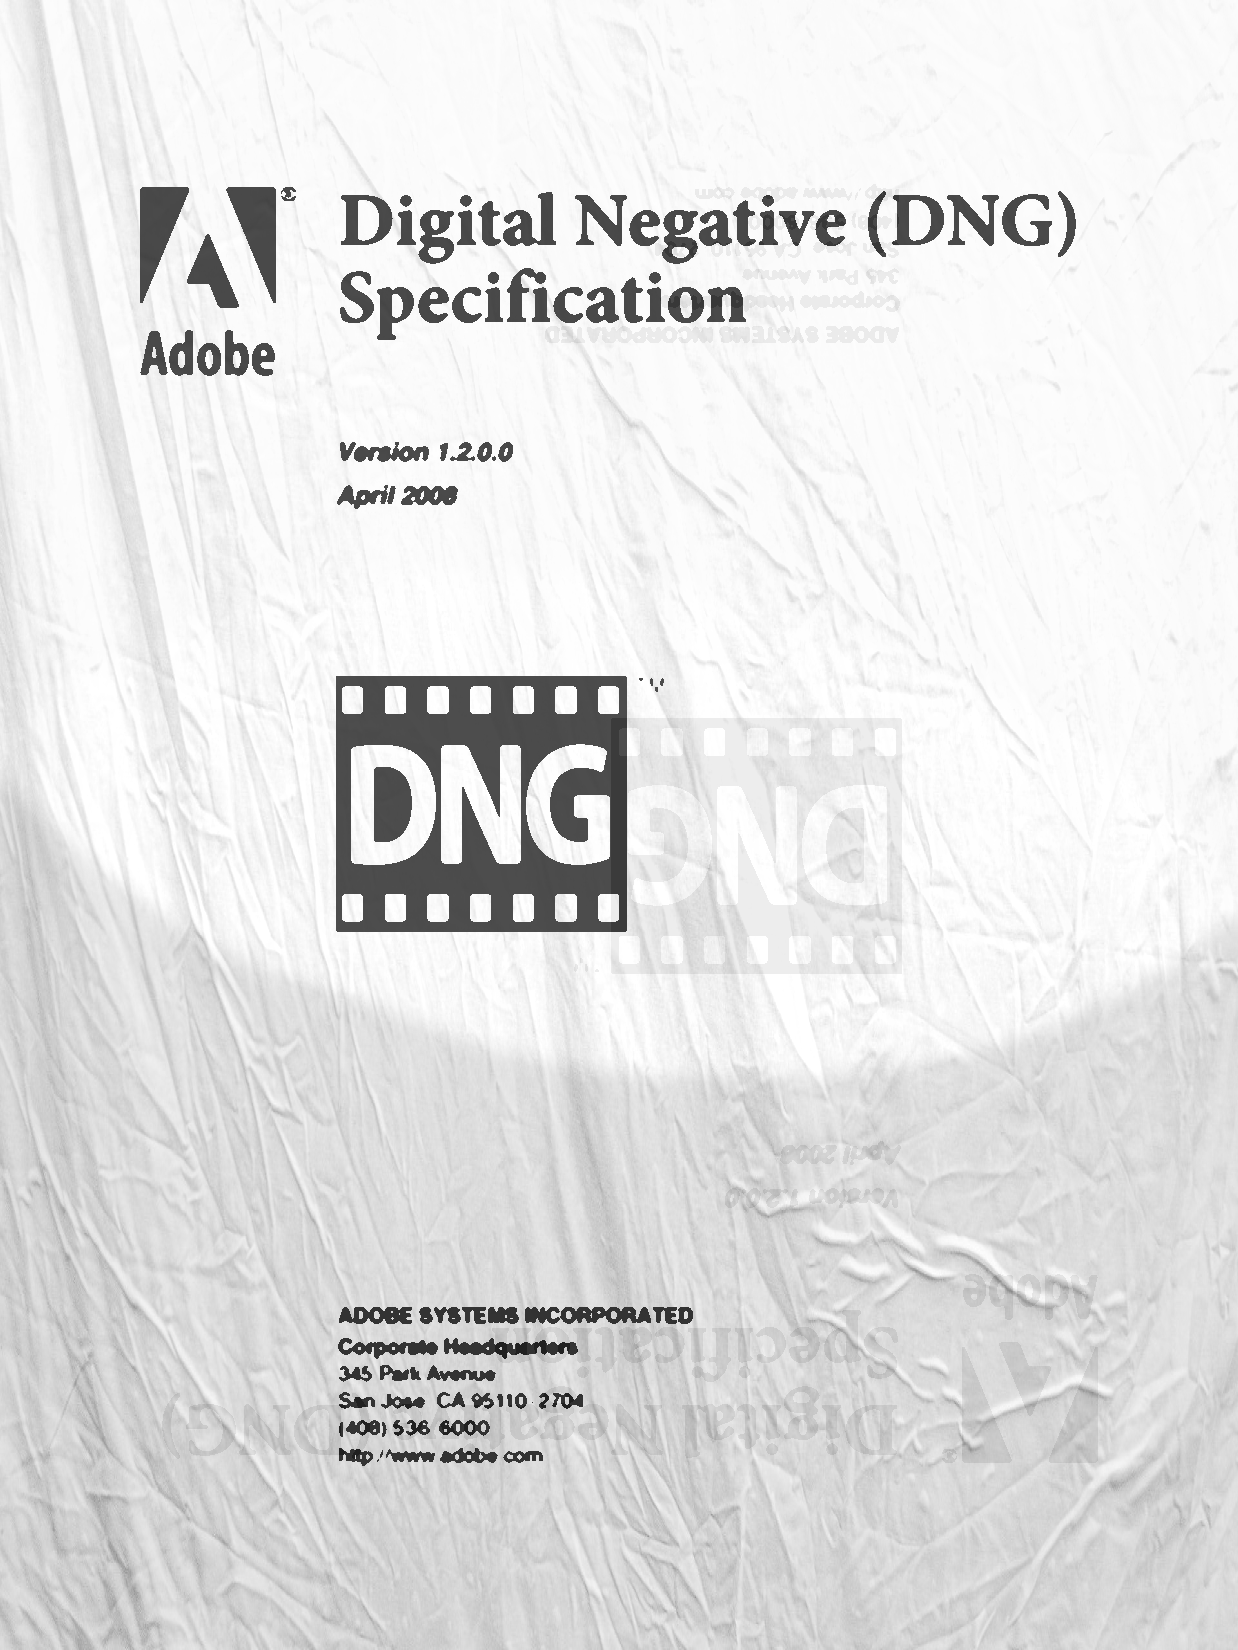 Adobe®
Digital Negative (DNG)
Specification
Version 1.2.0.0
April 2008
DNG™
ADOBE SYSTEMS INCORPORATED
Corporate Headquarters
345 Park Avenue
San Jose, CA 95110-2704
(408) 536-6000
http://www.adobe.com